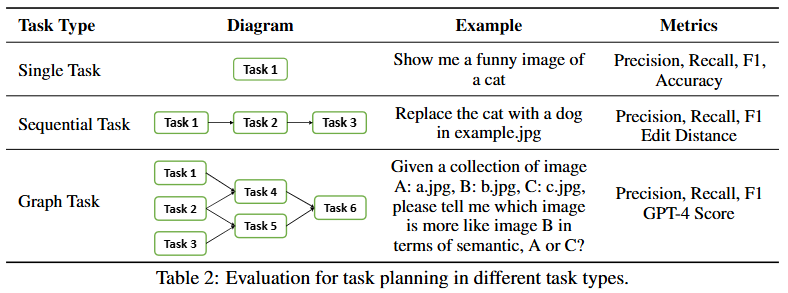 Task Type Diagram Example Metrics
Single Task
Task 1
Show me a funny image of
a cat
Precision, Recall, F1,
Accuracy
Sequential Task
Task 1 Task 2 Task 3
Replace the cat with a dog
in example.jpg
Precision, Recall, F1
Edit Distance
Graph Task
Task 1
Task 2
Task 3
Task 4
Task 5
Task 6
Given a collection of image
A: a.jpg, B: b.jpg, C: c.jpg,
please tell me which image
is more like image B in
terms of semantic, A or C?
Precision, Recall, F1
GPT-4 Score
Table 2: Evaluation for task planning in different task types.